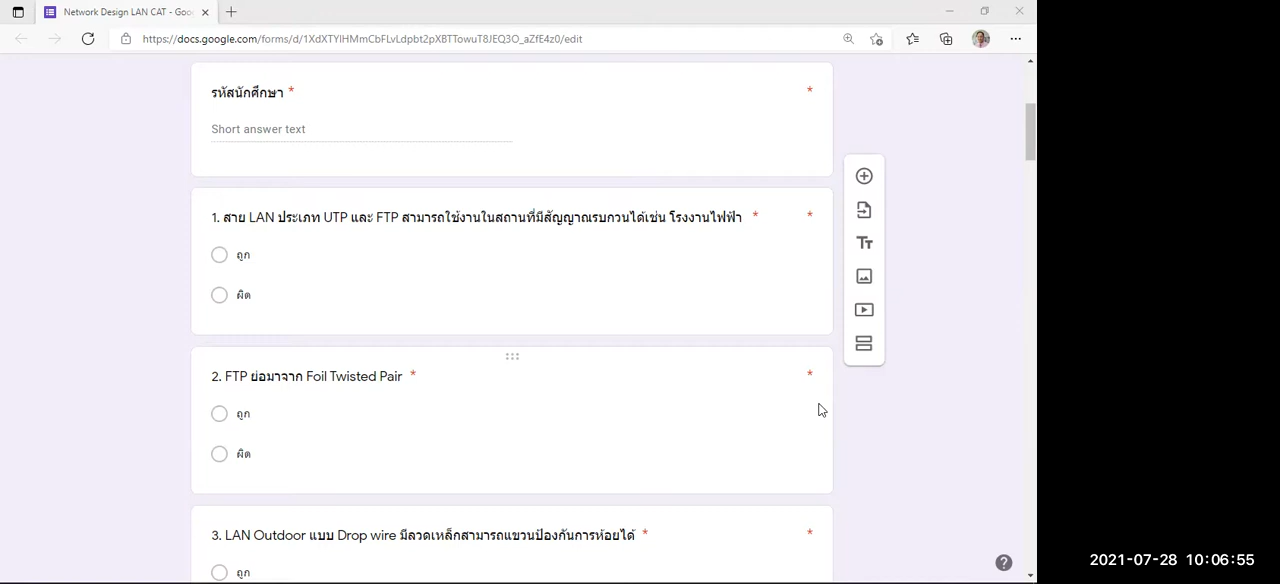 Network Design LAN CAT - Goo
https://docs.google.com/forms/d/1XdXTYlHMmCbFLvLdpbt2pXBTTowuT8JEQ3O_aZfE4z0/edit
รหัสนักศึกษา * *
Short answer text
1. สาย LAN ประเภท UTP และ FTP สามารถใช้งานในสถานที่มีสัญญาณรบกวนได้เช่น โรงงานไฟฟ้า * *
ถูก
ผิด
2. FTP ย่อมาจาก Foil Twisted Pair * *
ถูก
ผิด
3. LAN Outdoor แบบ Drop wire มีลวดเหล็กสามารถแขวนป้องกันการห้อยได้ * *
ถูก
2021-07-28 10:06:55